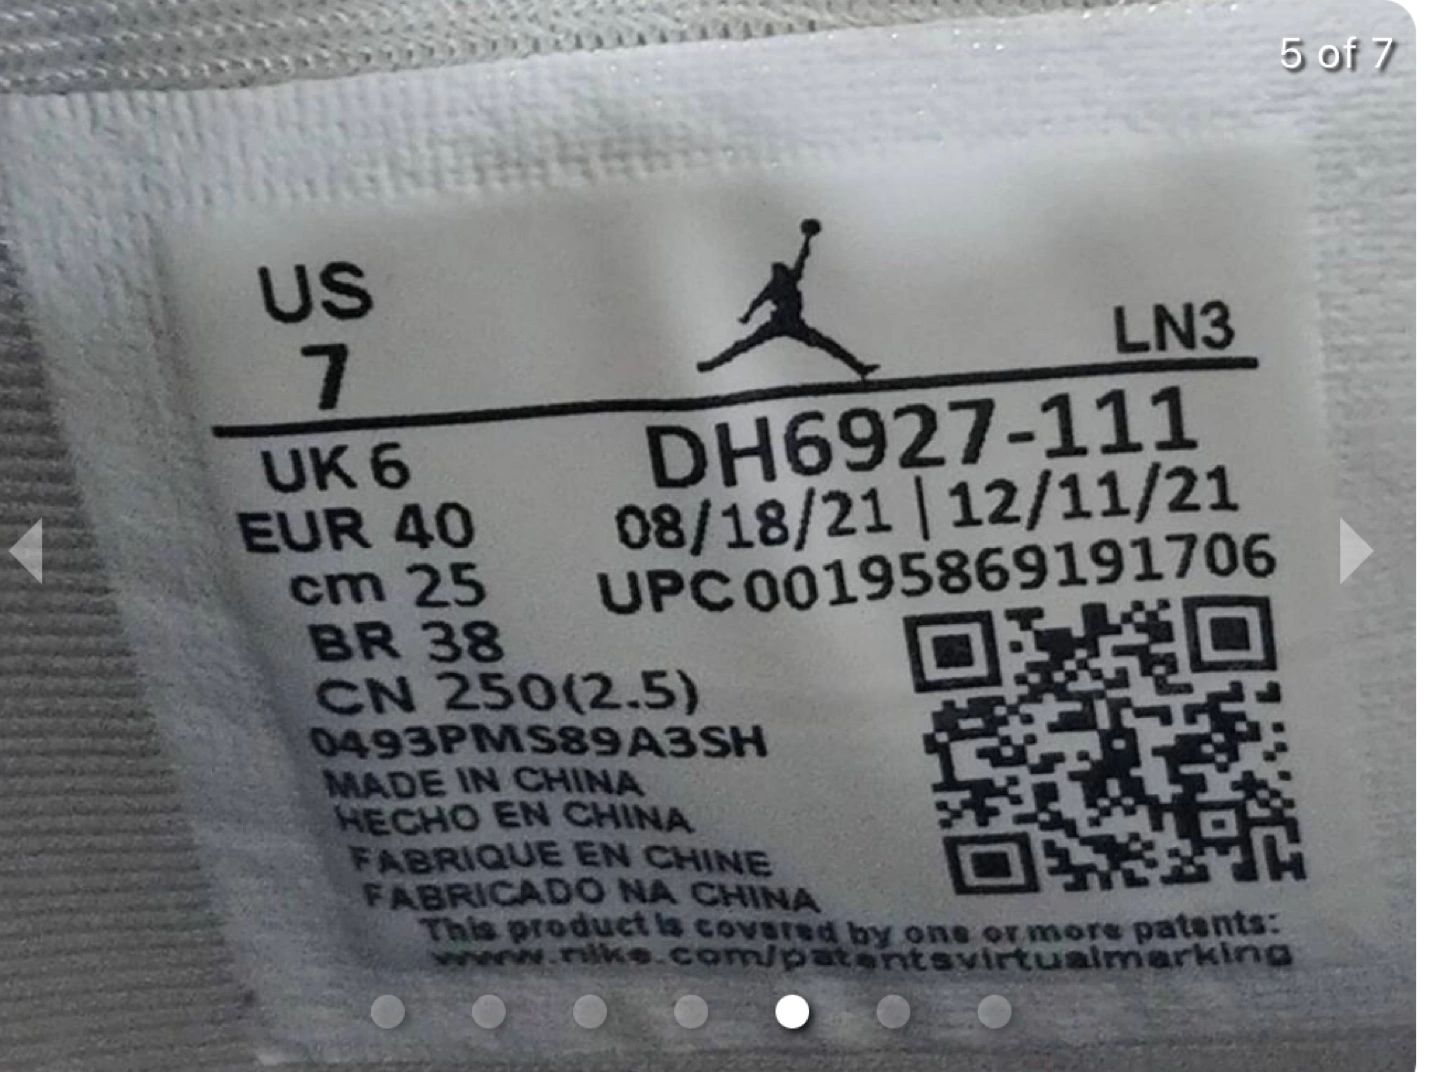 5 of 7
US
7
LN3
UK 6
DH6927-111
EUR 40
08/18/21 | 12/11/21
cm 25
UPC001958691​91706
BR 38
CN 250(2.5)
0493PMS89A3SH
MADE IN CHINA
HECHO EN CHINA
FABRIQUE EN CHINE
FABRICADO NA CHINA
This product is covered by one or more patents:
www.nike.com/patentsvirtualmarking